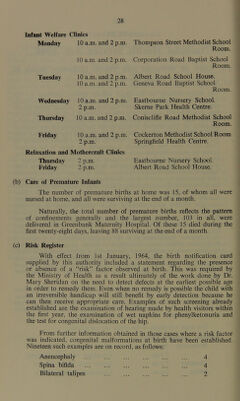 28
Infant Welfare Clinics
Monday 10 a.m. and 2 p.m. Thompson Street Methodist School Room.
10 a.m. and 2 p.m. Corporation Road Baptist School Room.
Tuesday 10 a.m. and 2 p.m. Albert Road School House.
10 a.m. and 2 p.m. Geneva Road Baptist School Room.
Wednesday 10 a.m. and 2 p.m. Eastbourne Nursery School.
2 p.m. Skerne Park Health Centre.
Thursday 10 a.m. and 2 p.m. Coniscliffe Road Methodist School Room.
Friday 10 a.m. and 2 p.m. Cockerton Methodist School Room
2 p.m. Springfield Health Centre.
Relaxation and Mothercraft Clinics
Thursday 2 p.m. Eastbourne Nursery School.
Friday 2 p.m. Albert Road School House.
(b) Care of Premature Infants
The number of premature births at home was 15, of whom all were
nursed at home, and all were surviving at the end of a month.
Naturally, the total number of premature births reflects the pattern
of confinements generally and the largest number, 103 in all, were
delivered in Greenbank Maternity Hospital. Of these 15 died during the
first twenty-eight days, leaving 88 surviving at the end of a month.
(c) Risk Register
With effect from 1st January, 1964, the birth notification card
supplied by this authority included a statement regarding the presence
or absence of a "risk" factor observed at birth. This was required by
the Ministry of Health as a result ultimately of the work done by Dr.
Mary Sheridan on the need to detect defects at the earliest possible age
in order to remedy them. Even when no remedy is possible the child with
an irreversible handicap will still benefit by early detection because he
can then receive appropriate care. Examples of such screening already
established are the examination of hearing made by health visitors within
the first year, the examination of wet napkins for phenylketonuria and
the test for congenital dislocation of the hip.
From further information obtained in those cases where a risk factor
was indicated, congenital malformations at birth have been established.
Nineteen such examples are on record, as follows:
Anencephaly ... ... ... ... ... 4
Spina bifida ... ... ... ... ... 4
Bilateral talipes ... ... ... ... 2